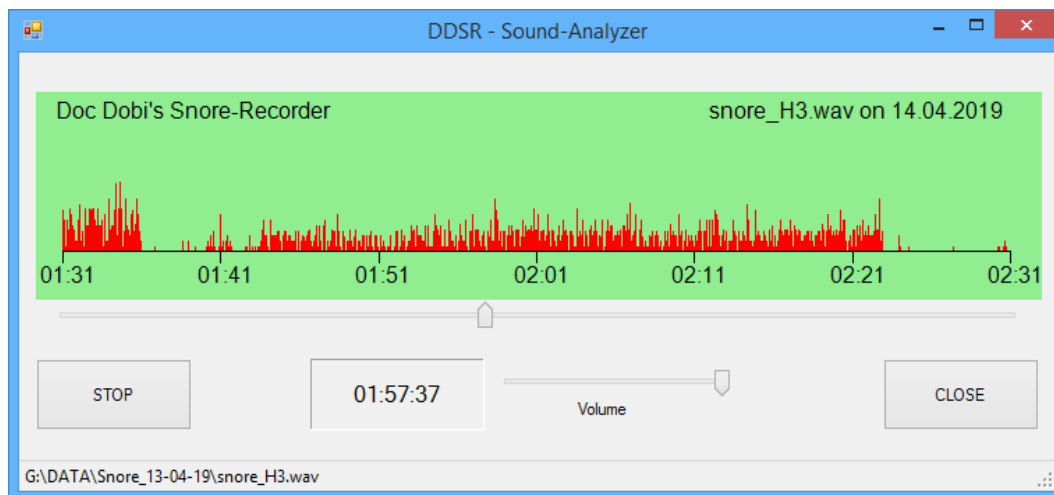 DDSR - Sound-Analyzer
Doc Dobi's Snore-Recorder snore_H3.wav on 14.04.2019
01:31 01:41 01:51 02:01 02:11 02:21 02:31
STOP 01:57:37 Volume CLOSE
G:\DATA\Snore_13-04-19\snore_H3.wav